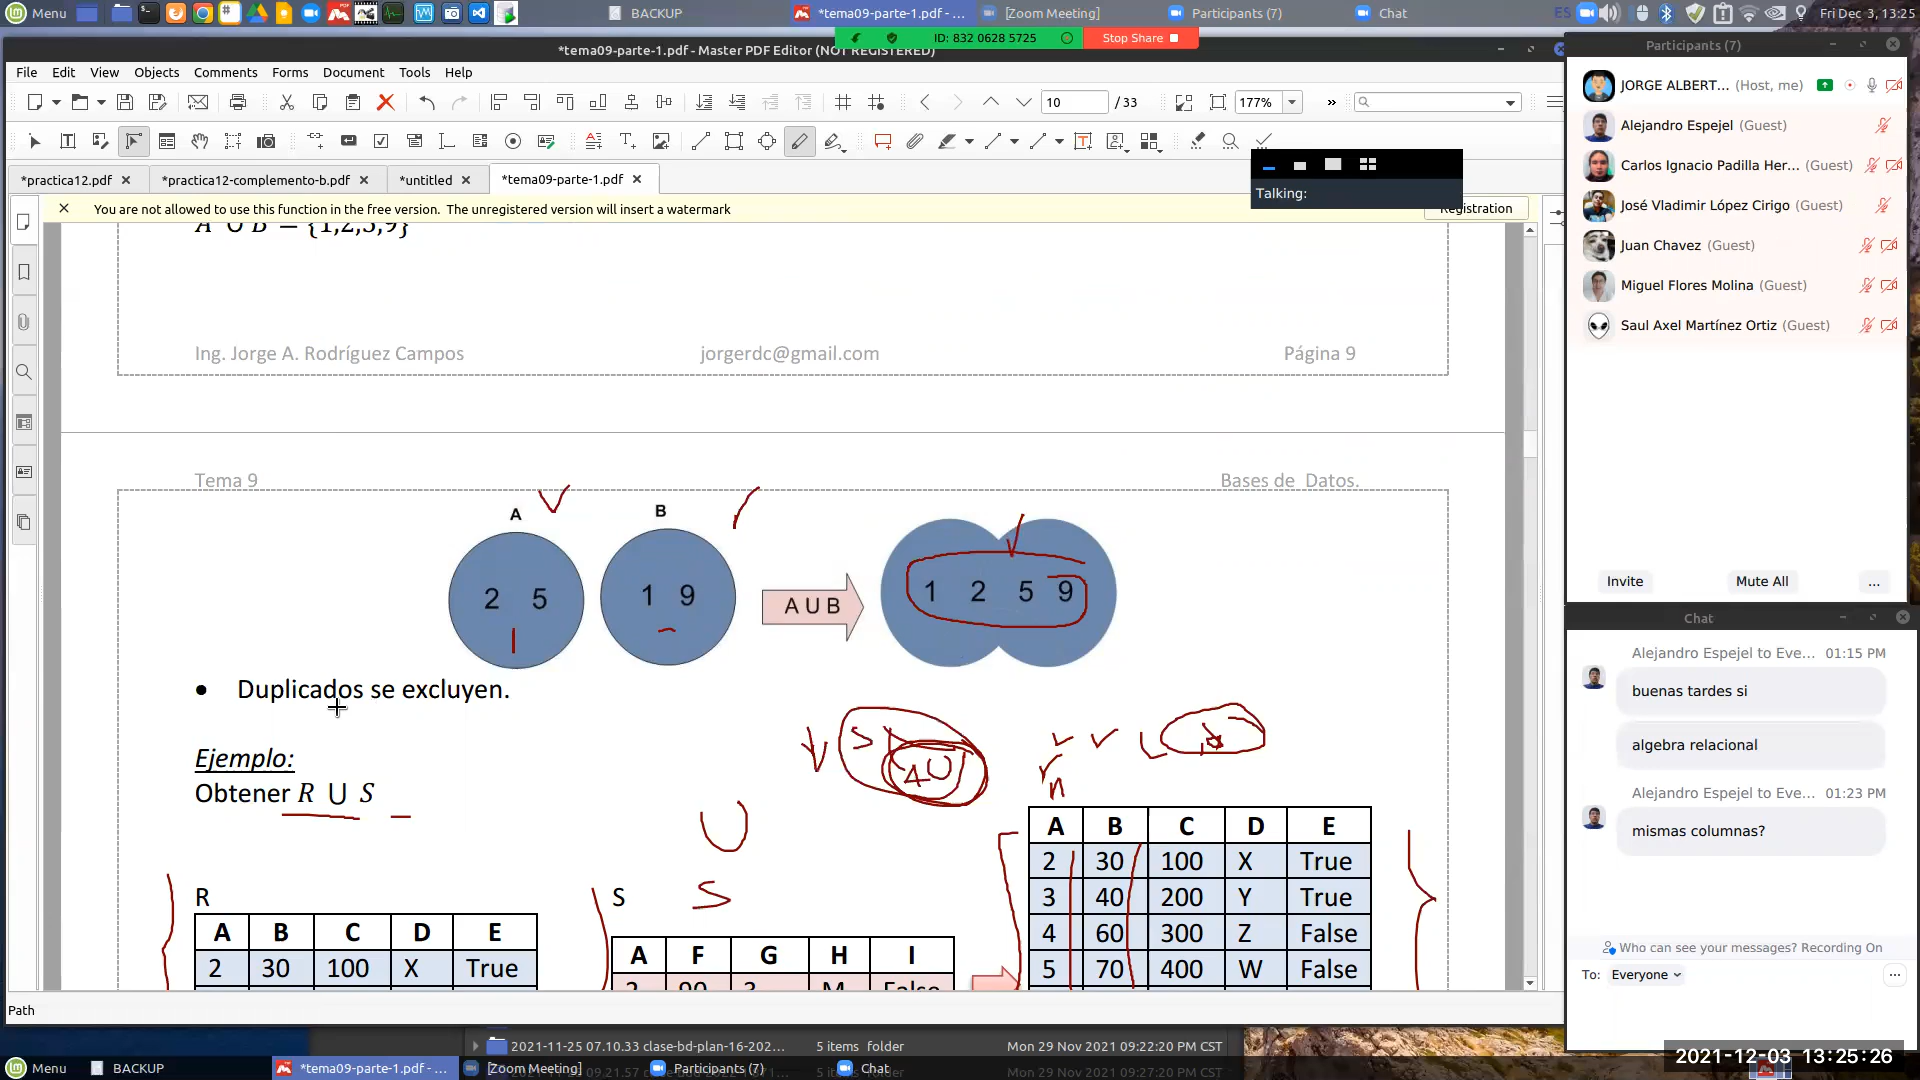 Menu
BACKUP
*tema09-parte-1.pdf - ...
[Zoom Meeting]
Participants (7)
Chat
ES
Fri Dec 3, 13:25
*tema09-parte-1.pdf - Master PDF Editor (NOT REGISTERED)
ID: 832 0628 5725
Stop Share
File Edit View Objects Comments Forms Document Tools Help
10 / 33
177%
*practica12.pdf
*practica12-complemento-b.pdf
*untitled
*tema09-parte-1.pdf
Talking:
You are not allowed to use this function in the free version. The unregistered version will insert a watermark
Registration
A ∪ B = {1,2,5,9}
Ing. Jorge A. Rodríguez Campos
jorgerdc@gmail.com
Página 9
Tema 9
Bases de Datos.
A
B
2 5
1 9
A U B
1 2 5 9
• Duplicados se excluyen.
Ejemplo:
Obtener R ∪ S
U
S
R
A B C D E
2 30 100 X True
S
A F G H I
2 90 3 M False
A B C D E
2 30 100 X True
3 40 200 Y True
4 60 300 Z False
5 70 400 W False
Path
Participants (7)
JORGE ALBERT... (Host, me)
Alejandro Espejel (Guest)
Carlos Ignacio Padilla Her... (Guest)
José Vladimir López Cirigo (Guest)
Juan Chavez (Guest)
Miguel Flores Molina (Guest)
Saul Axel Martínez Ortiz (Guest)
Invite
Mute All
...
Chat
Alejandro Espejel to Eve... 01:15 PM
buenas tardes si
algebra relacional
Alejandro Espejel to Eve... 01:23 PM
mismas columnas?
Who can see your messages? Recording On
To: Everyone
2021-11-25 07.10.33 clase-bd-plan-16-202...
5 items folder
Mon 29 Nov 2021 09:22:20 PM CST
Menu
BACKUP
*tema09-parte-1.pdf - ...
[Zoom Meeting]
Participants (7)
Chat
2021-12-03 13:25:26